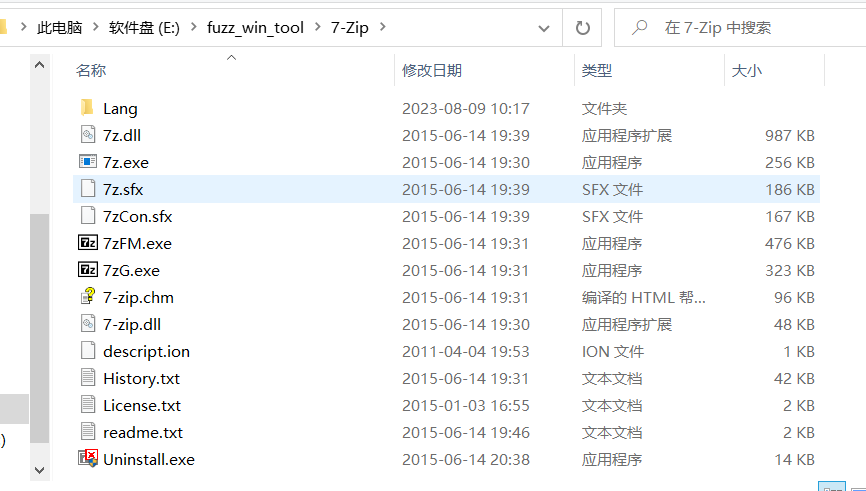 此电脑 软件盘 (E:) fuzz_win_tool 7-Zip 在 7-Zip 中搜索
名称 修改日期 类型 大小
Lang 2023-08-09 10:17 文件夹
7z.dll 2015-06-14 19:39 应用程序扩展 987 KB
7z.exe 2015-06-14 19:30 应用程序 256 KB
7z.sfx 2015-06-14 19:39 SFX 文件 186 KB
7zCon.sfx 2015-06-14 19:39 SFX 文件 167 KB
7zFM.exe 2015-06-14 19:31 应用程序 476 KB
7zG.exe 2015-06-14 19:31 应用程序 323 KB
7-zip.chm 2015-06-14 19:31 编译的 HTML 帮... 96 KB
7-zip.dll 2015-06-14 19:30 应用程序扩展 48 KB
descript.ion 2011-04-04 19:53 ION 文件 1 KB
History.txt 2015-06-14 19:31 文本文档 42 KB
License.txt 2015-01-03 16:55 文本文档 2 KB
readme.txt 2015-06-14 19:46 文本文档 2 KB
)
Uninstall.exe 2015-06-14 20:38 应用程序 14 KB